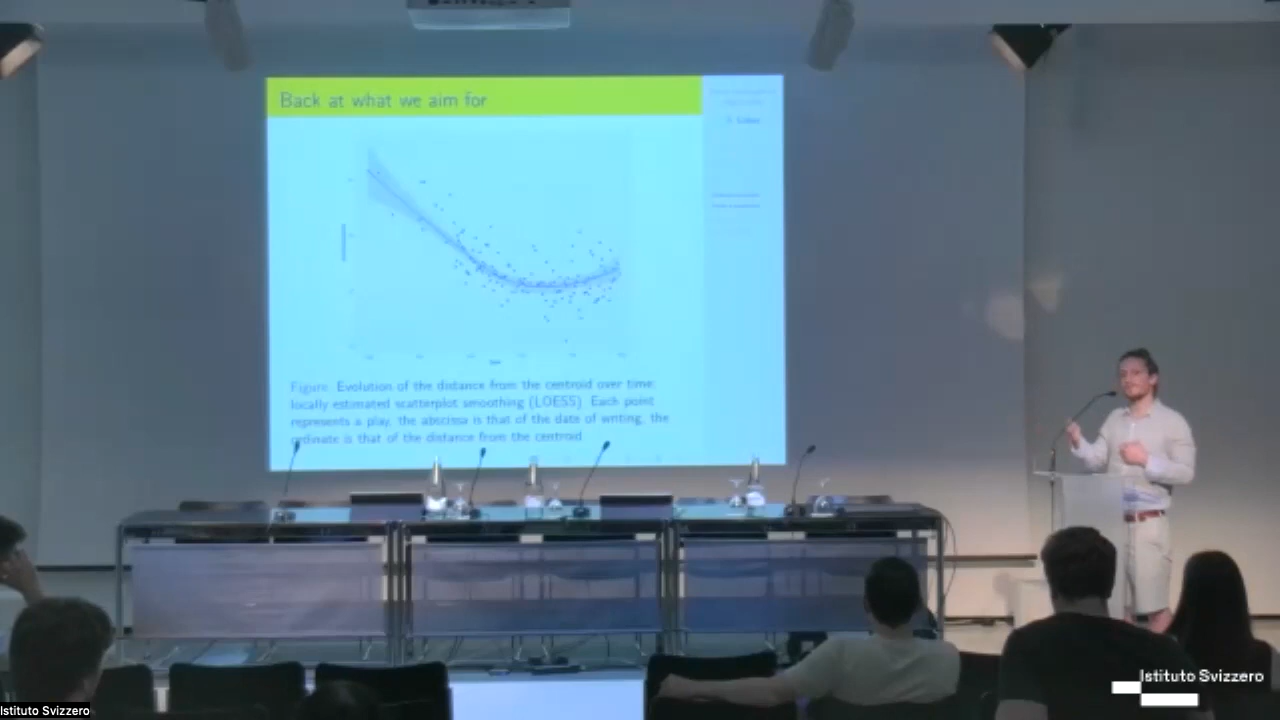 Back at what we aim for
Figure: Evolution of the distance from the centroid over time:
locally estimated scatterplot smoothing (LOESS). Each point
represents a play, the abscissa is that of the date of writing, the
ordinate is that of the distance from the centroid
Istituto Svizzero
Istituto Svizzero